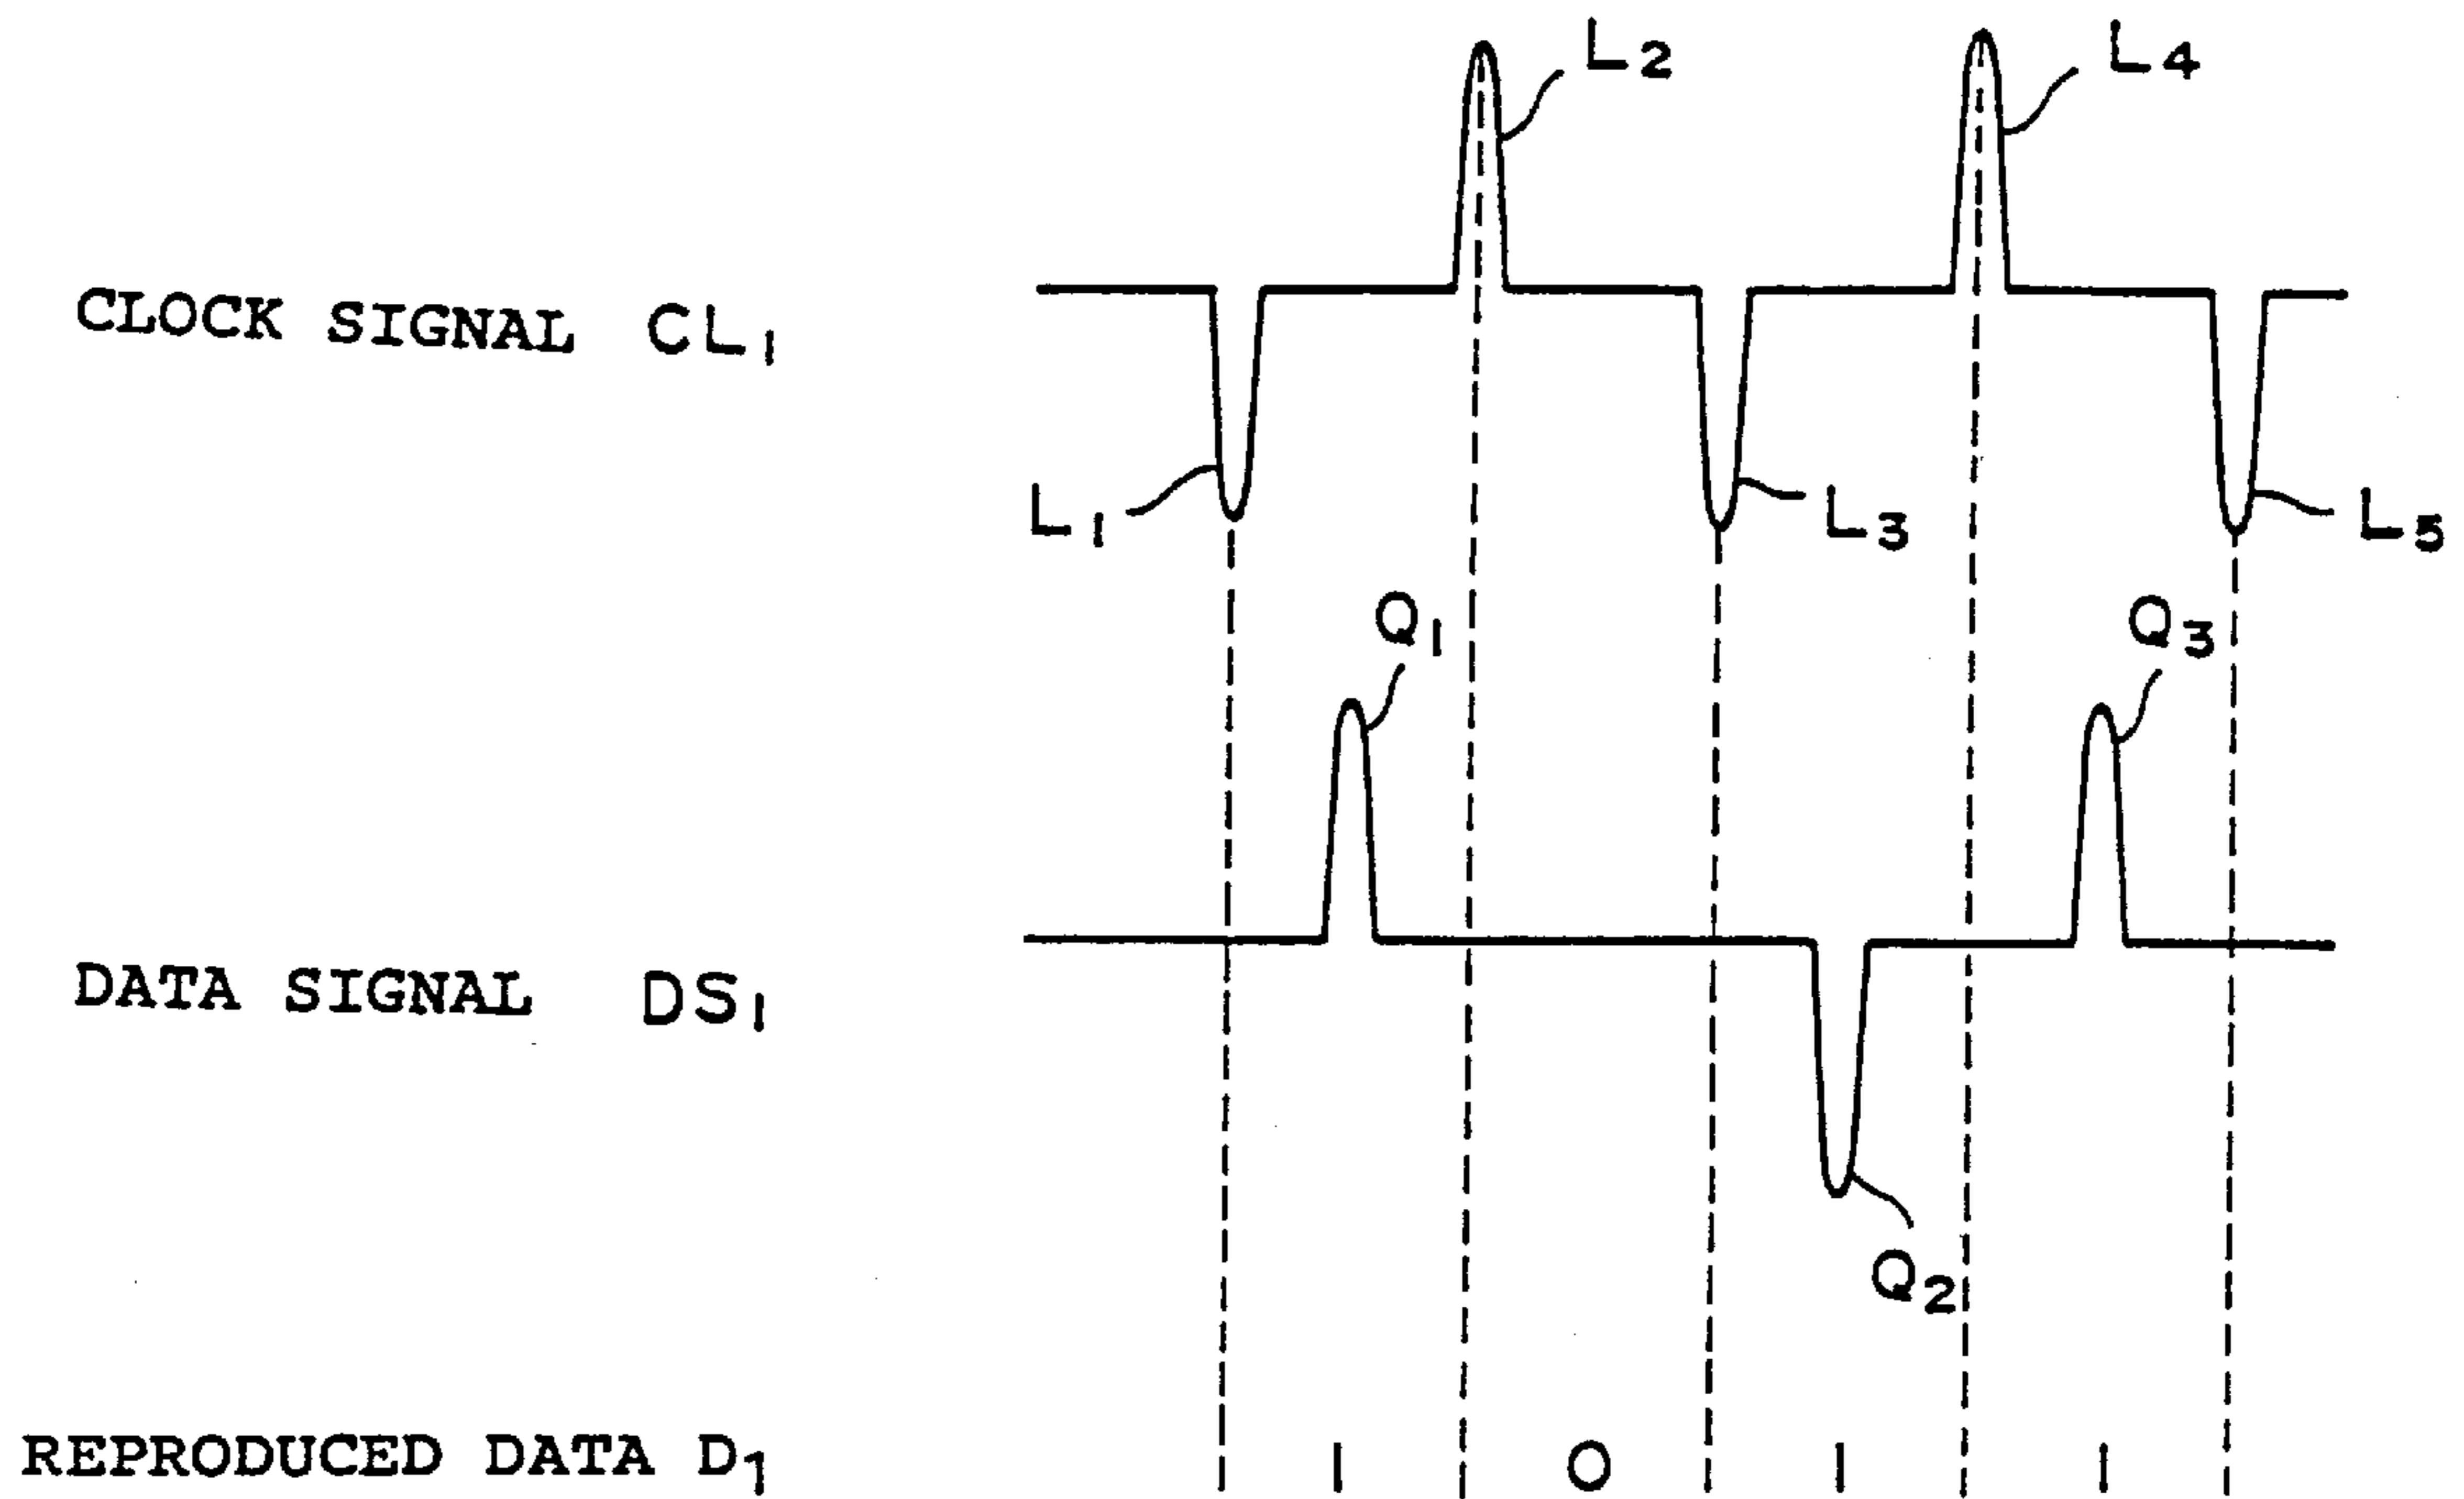 L2 L4
CLOCK SIGNAL CL1
L1 L3 L5
Q1 Q3
DATA SIGNAL DS1
Q2
REPRODUCED DATA D1 1 0 1 1